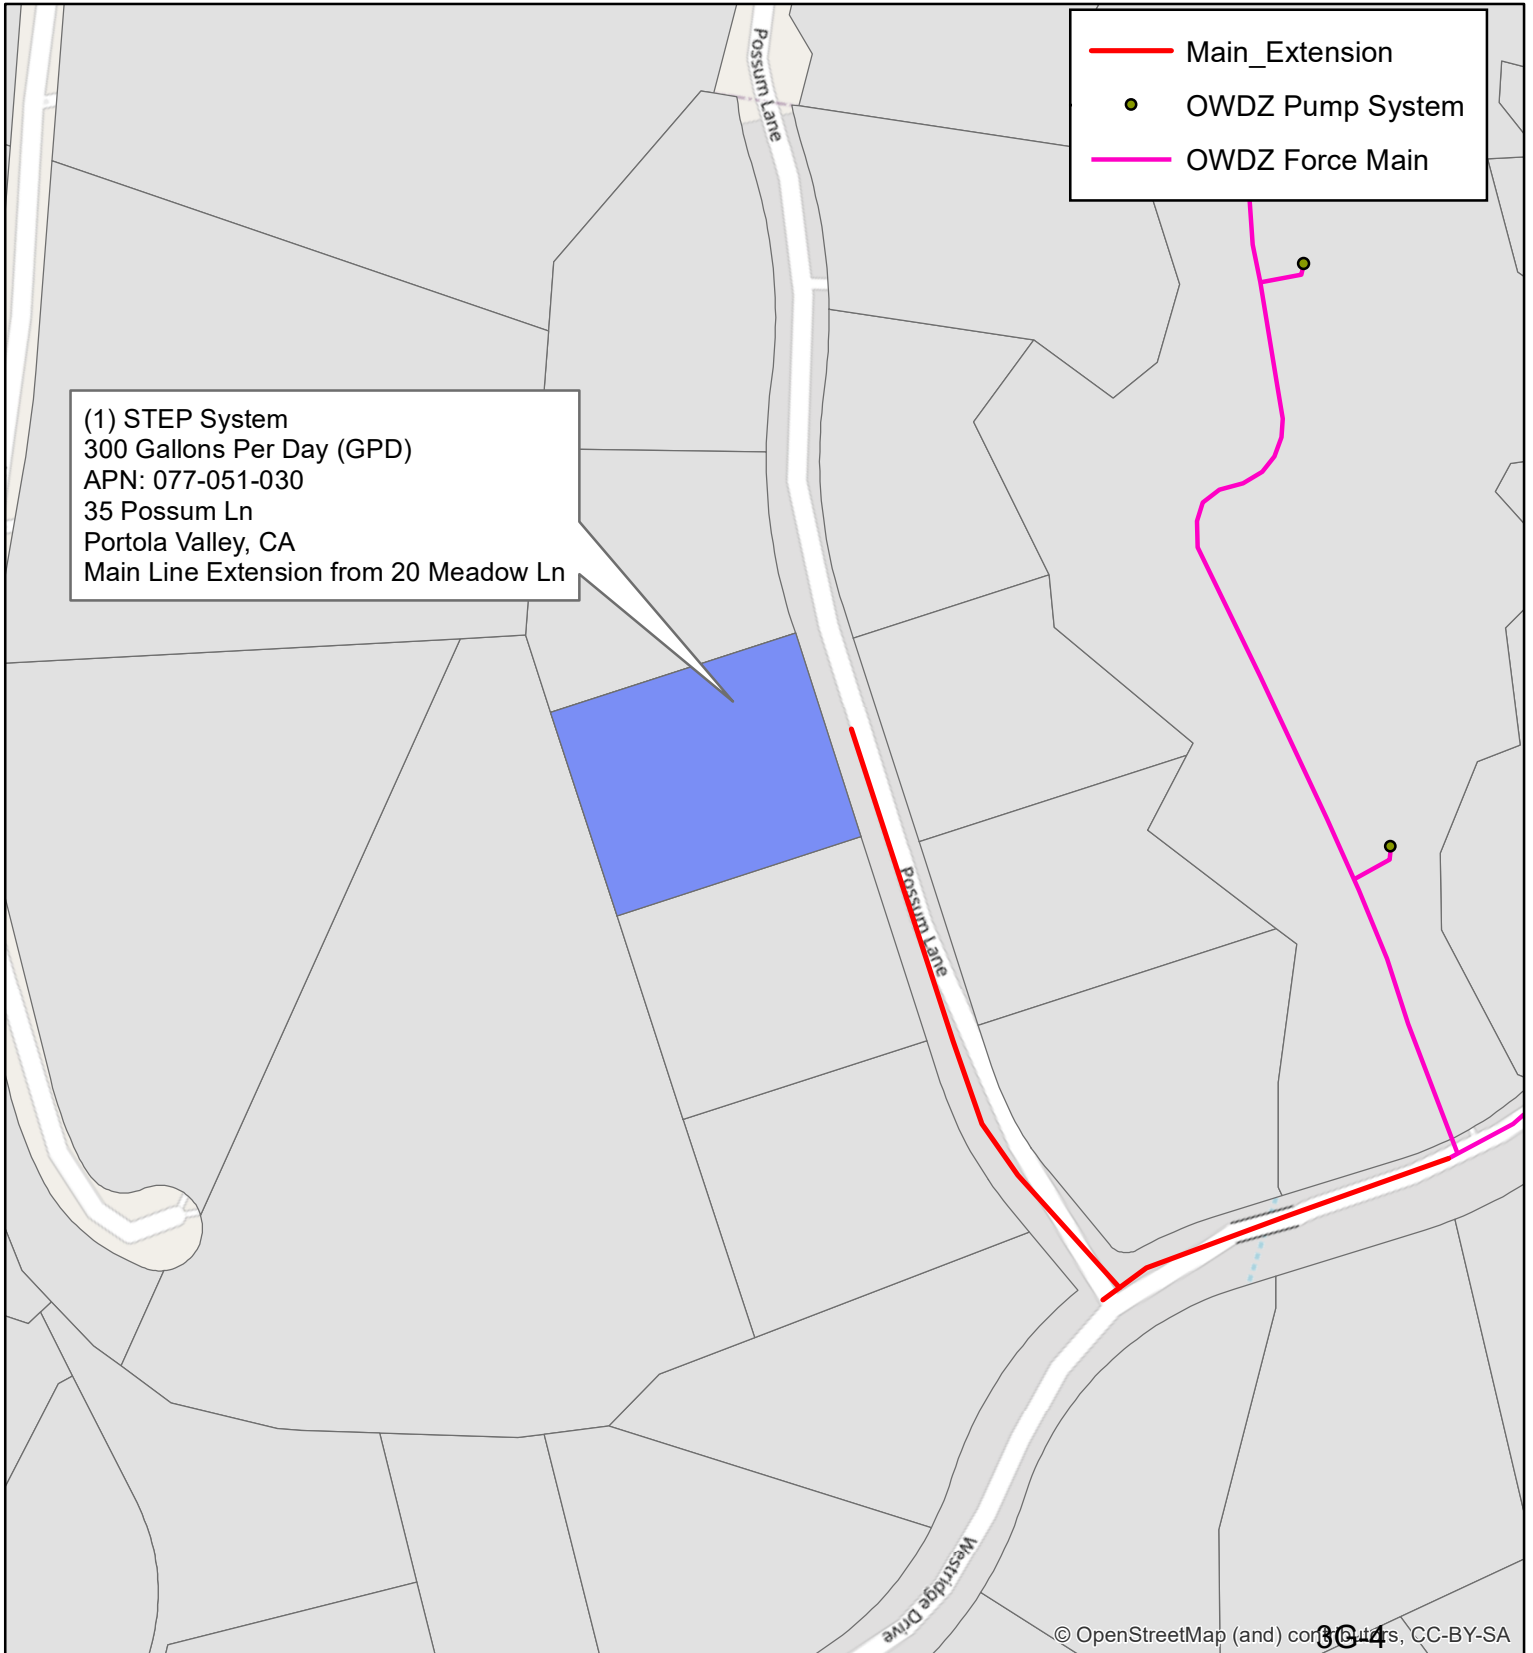 Possum Lane
Main_Extension
OWDZ Pump System
OWDZ Force Main
(1) STEP System
300 Gallons Per Day (GPD)
APN: 077-051-030
35 Possum Ln
Portola Valley, CA
Main Line Extension from 20 Meadow Ln
Possum Lane
Westridge Drive
© OpenStreetMap (and) contributors, CC-BY-SA
3G-4